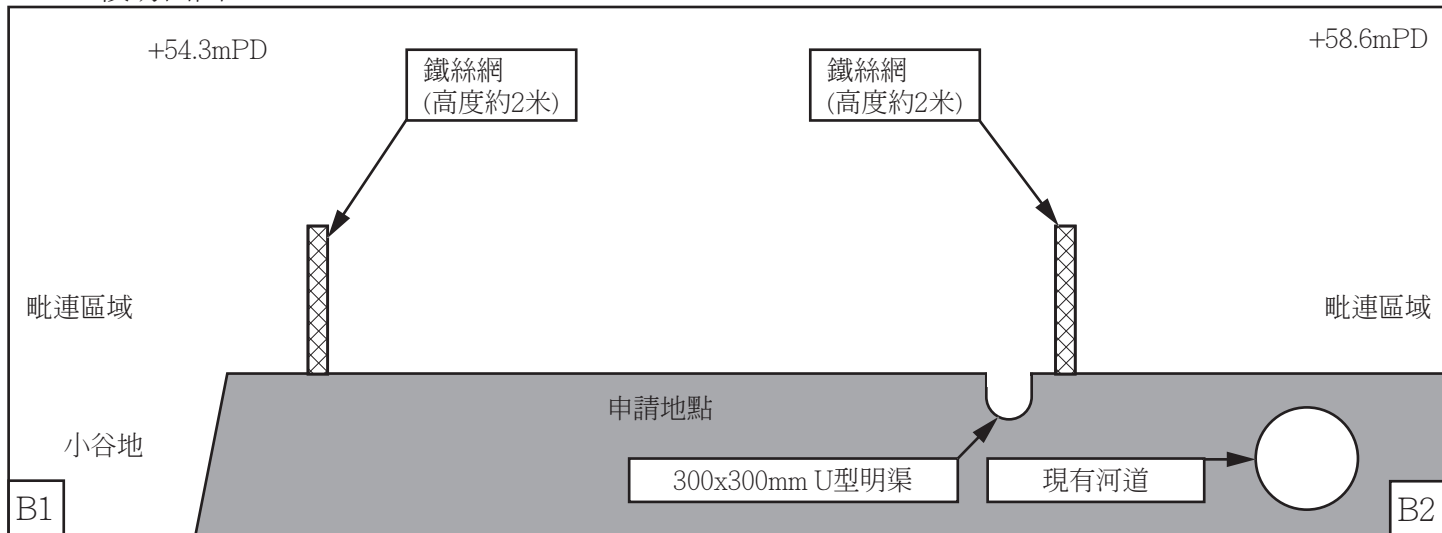 +54.3mPD
+58.6mPD
鐵絲網
(高度約2米)
鐵絲網
(高度約2米)
毗連區域
毗連區域
申請地點
小谷地
300x300mm U型明渠
現有河道
B1
B2